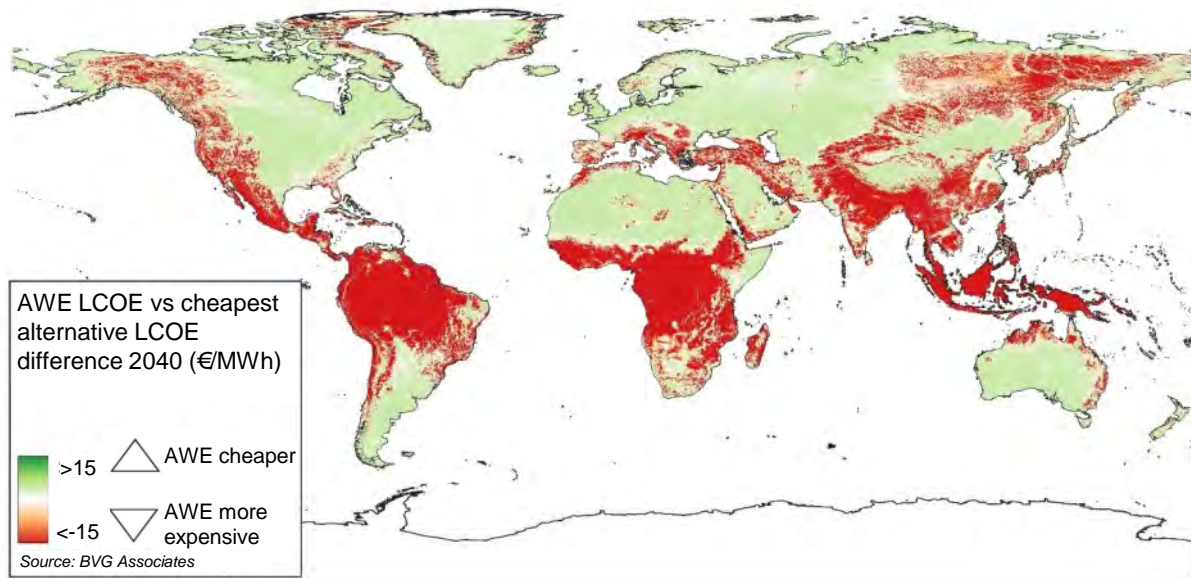 AWE LCOE vs cheapest
alternative LCOE
difference 2040 (€/MWh)
>15
AWE cheaper
<-15
AWE more
expensive
Source: BVG Associates